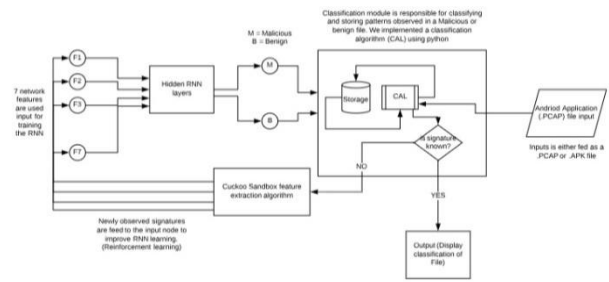 Classification module is responsible for classifying
and storing patterns observed in a Malicious or
benign file. We implemented a classification
algorithm (CAL) using python
M = Malicious
B = Benign
F1
F2
F3
F7
7 network
features
are used
input for
training
the RNN
Hidden RNN
layers
M
B
Storage
CAL
Is signature
known?
Andriod Application
(.PCAP) file input
Inputs is either fed as a
.PCAP or .APK file
NO
YES
Cuckoo Sandbox feature
extraction algorithm
Newly observed signatures
are feed to the input node to
improve RNN learning.
(Reinforcement learning)
Output (Display
classification of
File)